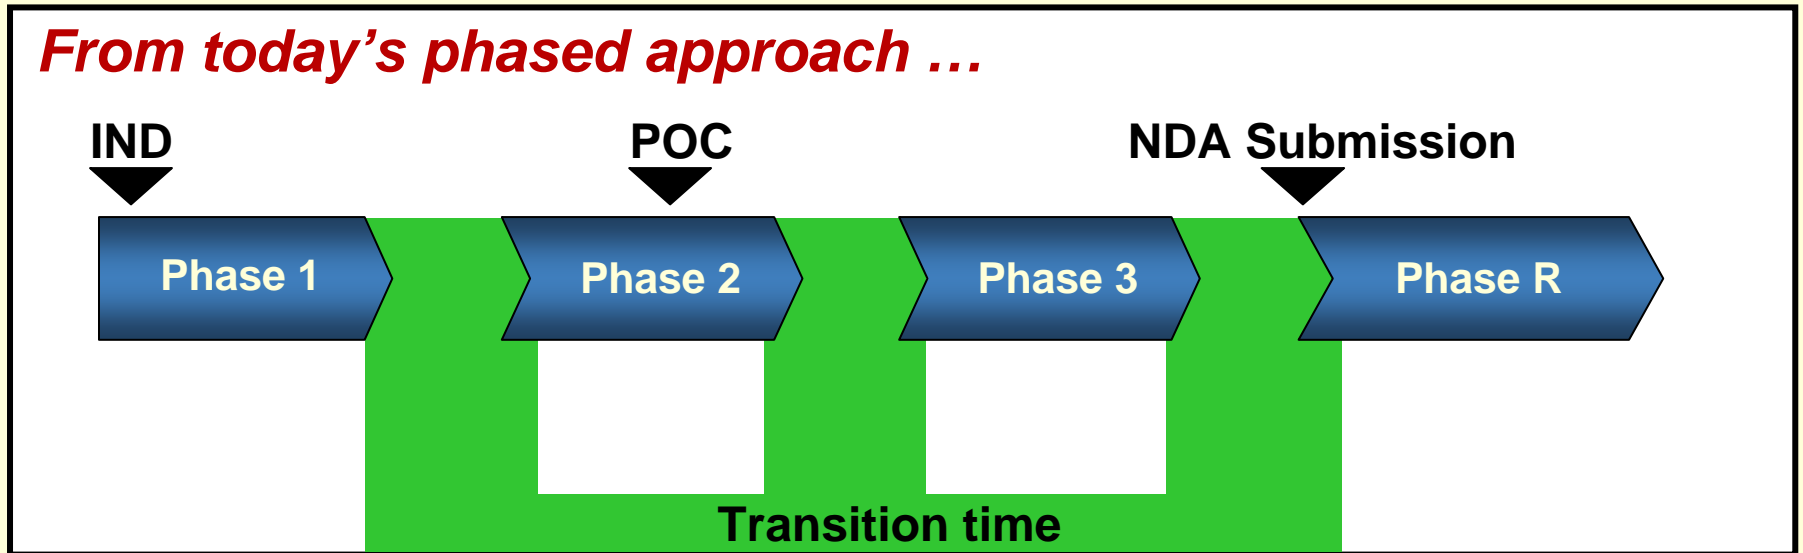 From today’s phased approach …
IND POC NDA Submission
Phase 1 Phase 2 Phase 3 Phase R
Transition time